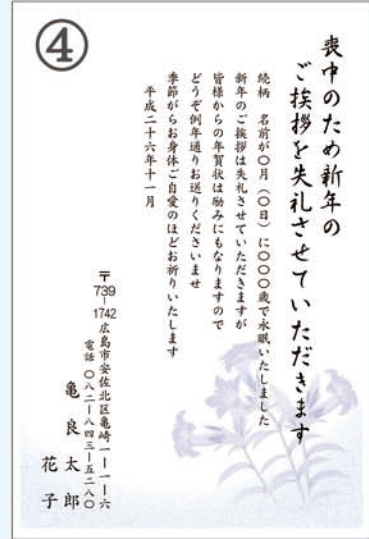 ④
喪中のため新年の
ご挨拶を失礼させていただきます
続柄 名前が〇月(〇日)に〇〇〇歳で永眠いたしました
新年のご挨拶は失礼させていただきますが
皆様からの年賀状は励みにもなりますので
どうぞ例年通りお送りくださいませ
季節がらお身体ご自愛のほどお祈りいたします
平成二十六年十一月
〒739-1742 広島市安佐北区亀崎一ー一ー六
電話 〇八二ー八四三ー五二八〇
亀良太郎
花子